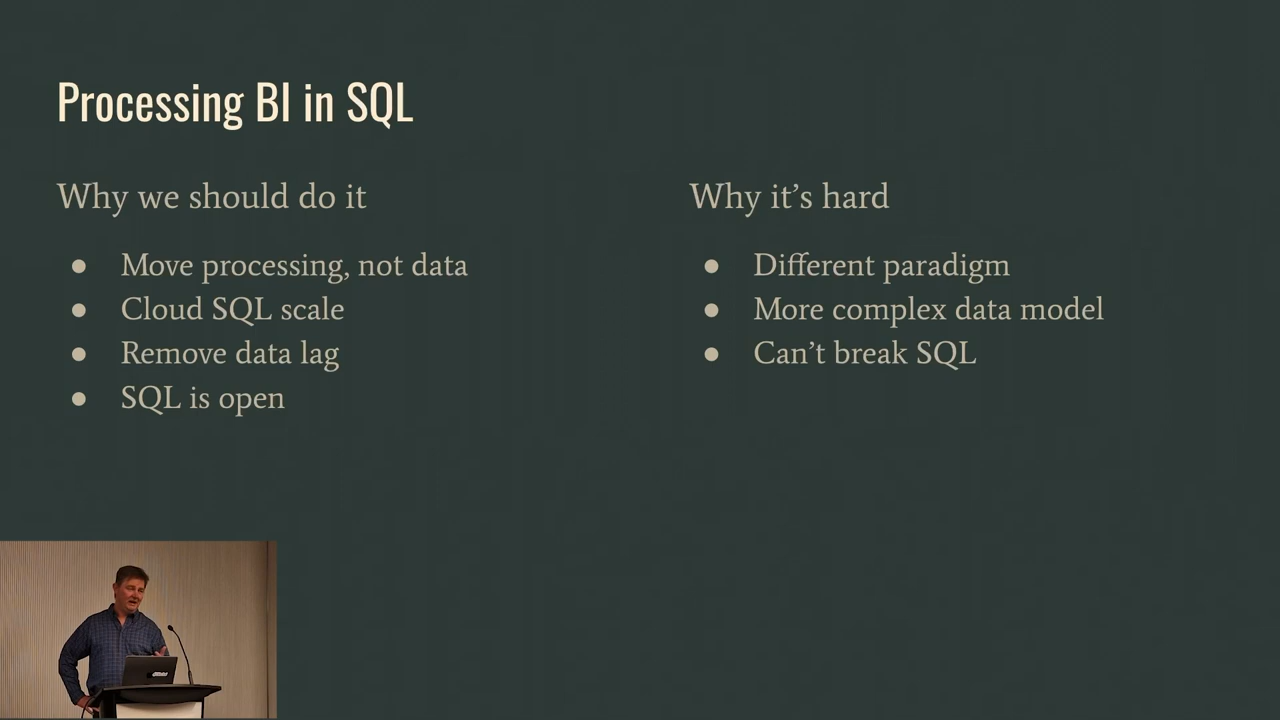 Processing BI in SQL
Why we should do it
● Move processing, not data
● Cloud SQL scale
● Remove data lag
● SQL is open
Why it’s hard
● Different paradigm
● More complex data model
● Can’t break SQL